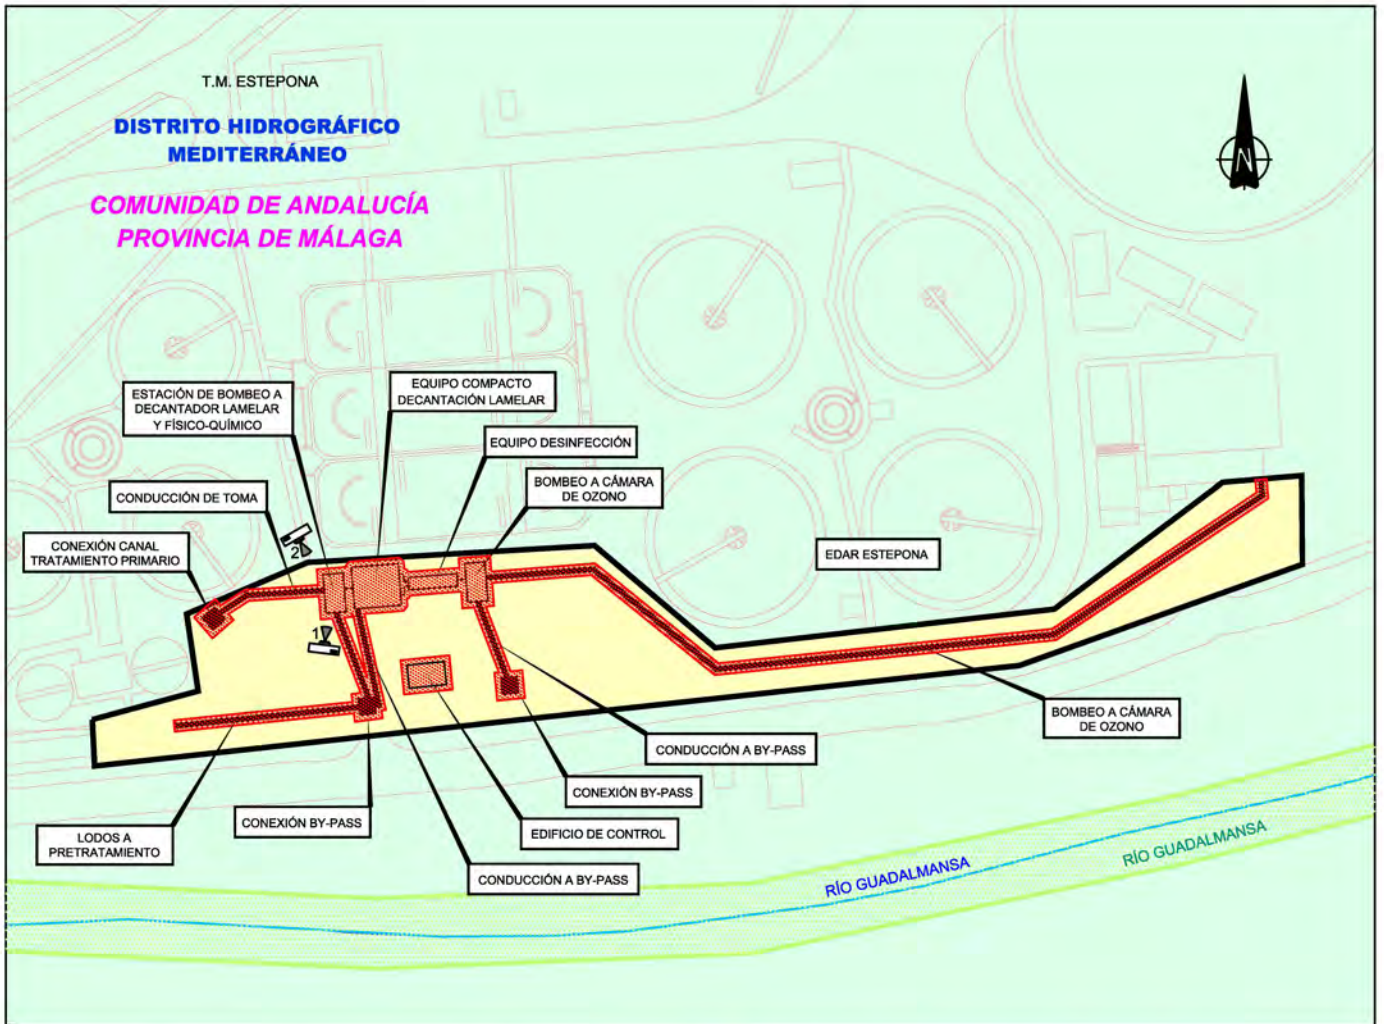 T.M. ESTEPONA
DISTRITO HIDROGRÁFICO
MEDITERRÁNEO
COMUNIDAD DE ANDALUCÍA
PROVINCIA DE MÁLAGA
N
ESTACIÓN DE BOMBEO A
DECANTADOR LAMELAR
Y FÍSICO-QUÍMICO
EQUIPO COMPACTO
DECANTACIÓN LAMELAR
EQUIPO DESINFECCIÓN
BOMBEO A CÁMARA
DE OZONO
CONDUCCIÓN DE TOMA
CONEXIÓN CANAL
TRATAMIENTO PRIMARIO
2
EDAR ESTEPONA
1
BOMBEO A CÁMARA
DE OZONO
CONDUCCIÓN A BY-PASS
CONEXIÓN BY-PASS
CONEXIÓN BY-PASS
EDIFICIO DE CONTROL
LODOS A
PRETRATAMIENTO
CONDUCCIÓN A BY-PASS
RÍO GUADALMANSA
RÍO GUADALMANSA